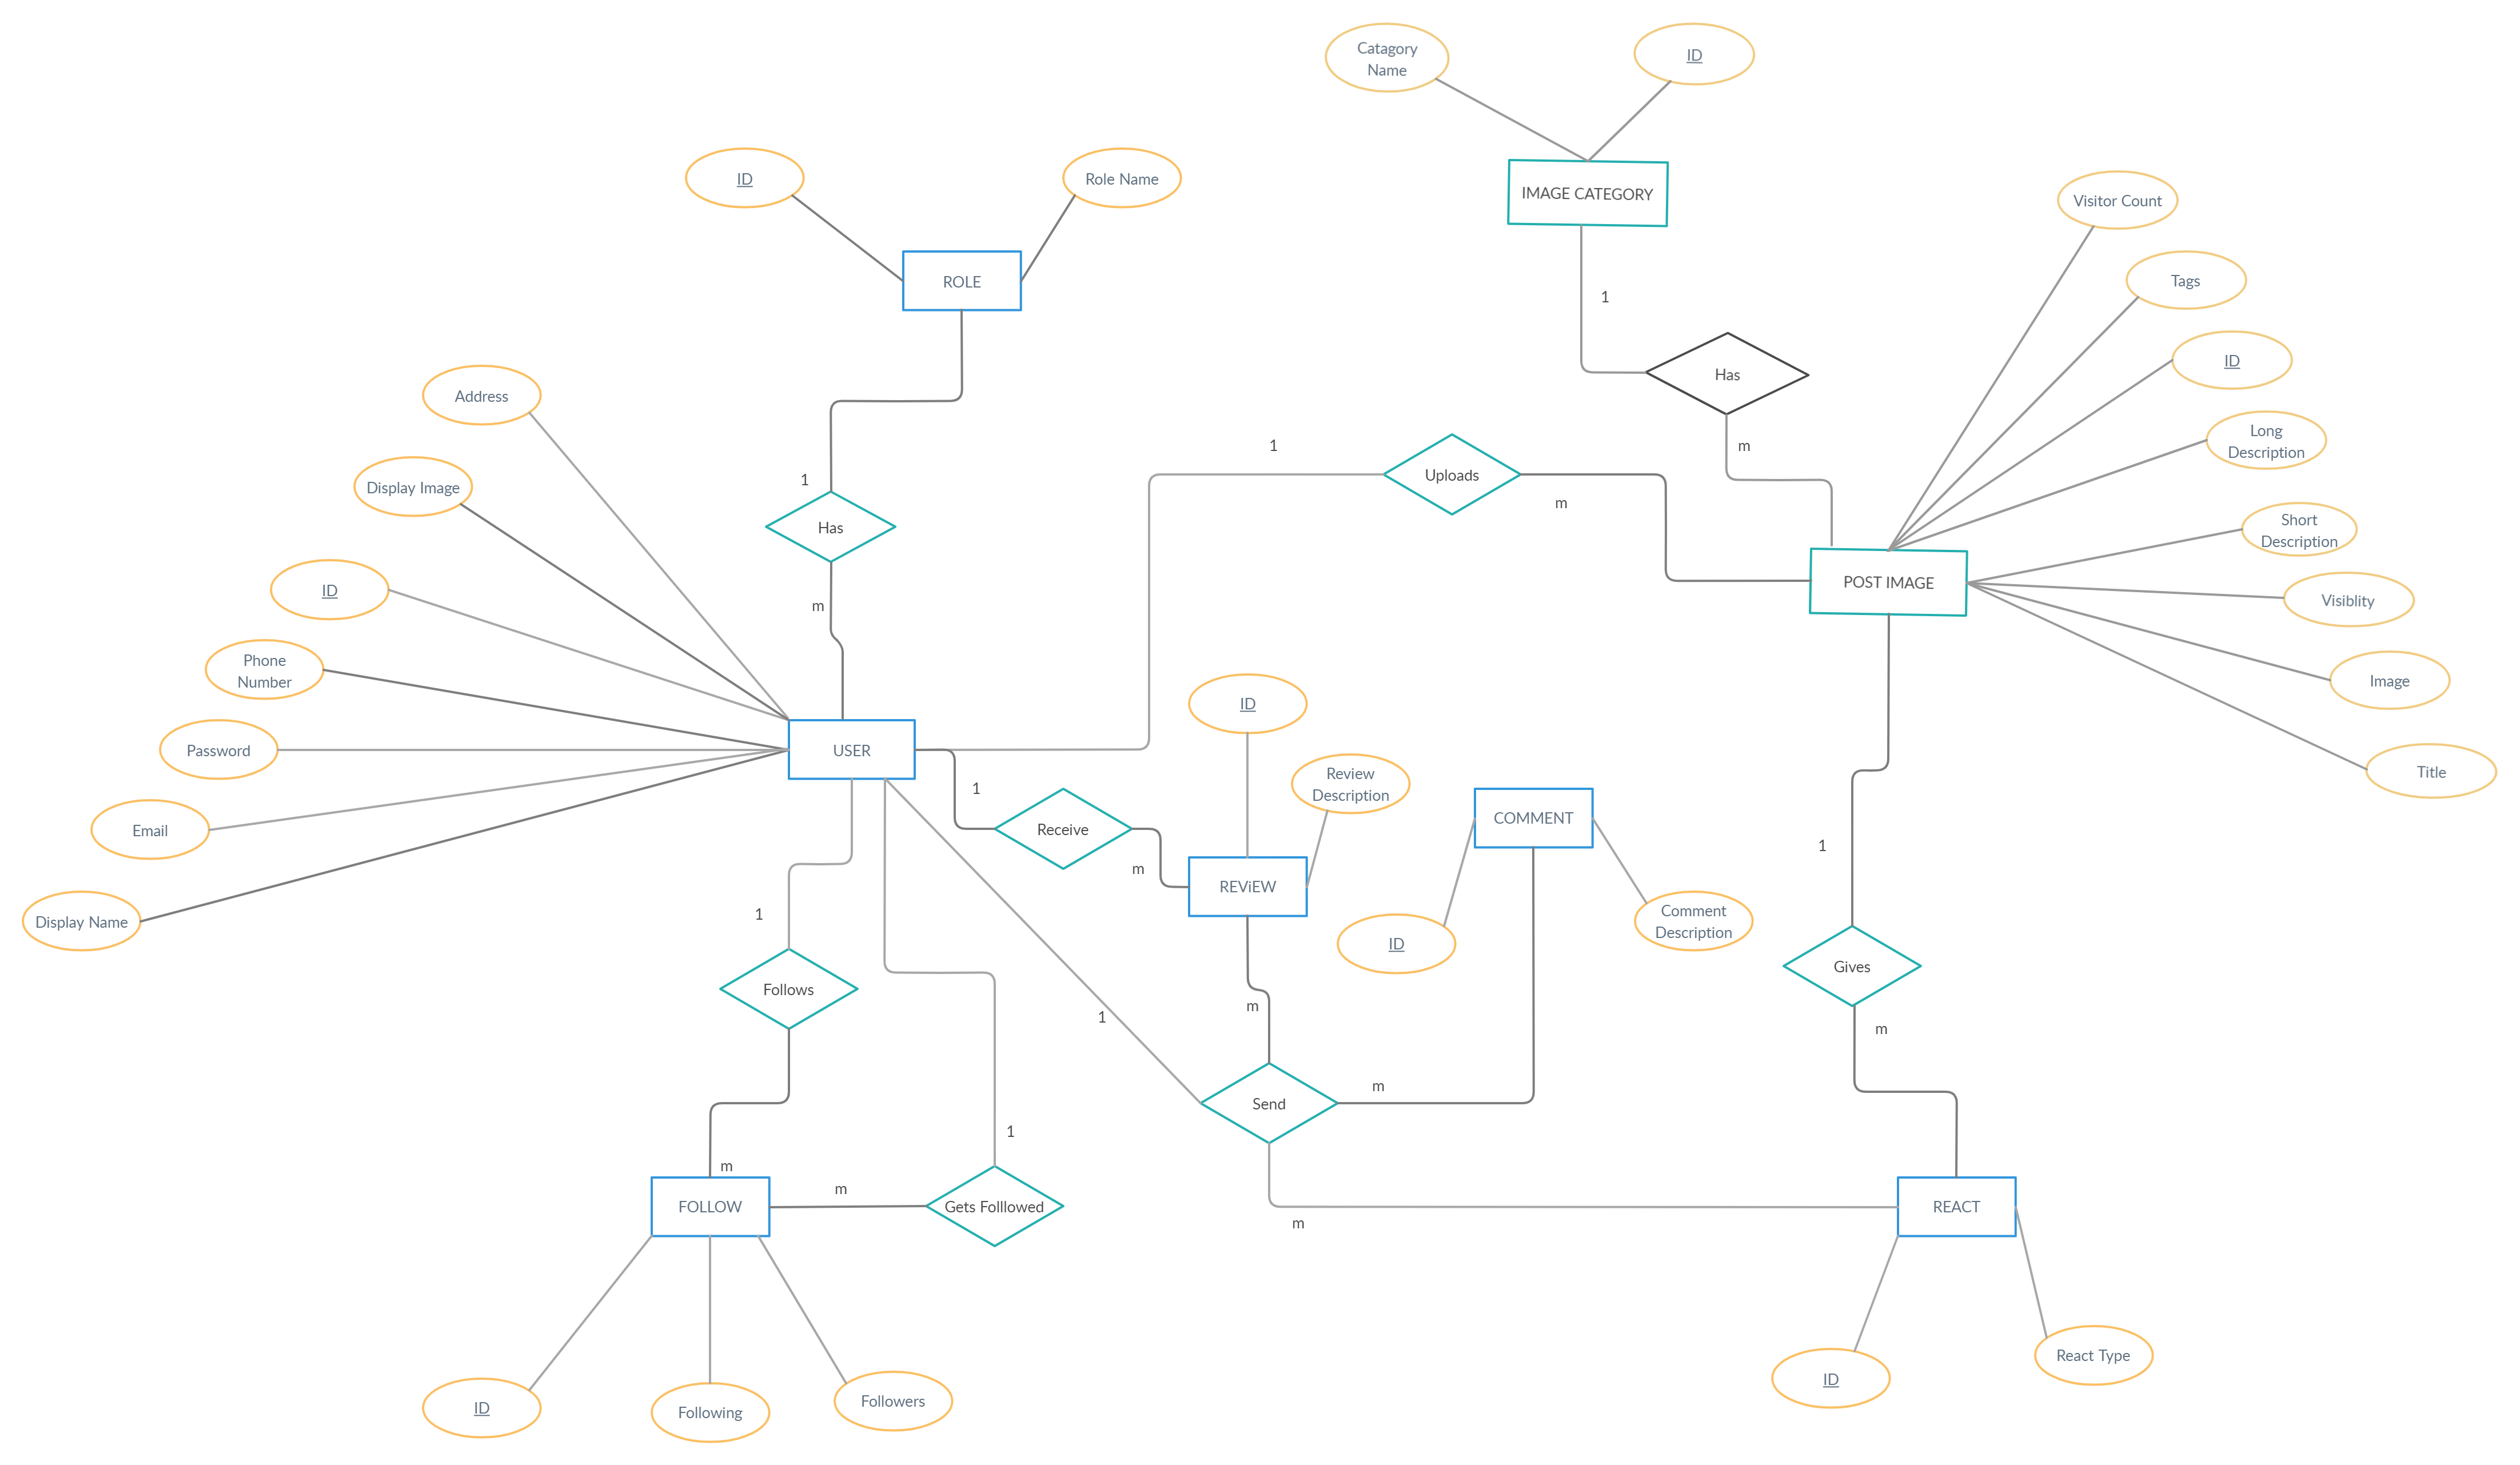 Catagory
Name
ID
IMAGE CATEGORY
ID
Role Name
ROLE
Visitor Count
Tags
ID
Long
Description
Short
Description
Visiblity
Image
Title
1
Has
m
Address
Display Image
ID
Phone
Number
Password
Email
Display Name
1
Has
m
1
Uploads
m
POST IMAGE
USER
ID
Review
Description
1
Receive
m
REViEW
COMMENT
ID
Comment
Description
1
Gives
m
1
Follows
m
1
m
Send
m
m
1
FOLLOW
m
Gets Folllowed
REACT
ID
Following
Followers
ID
React Type